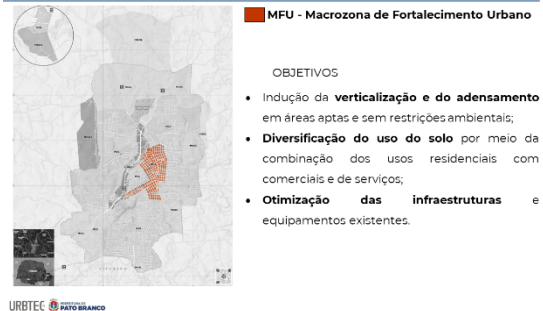 MFU - Macrozona de Fortalecimento Urbano
OBJETIVOS
• Indução da verticalização e do adensamento
em áreas aptas e sem restrições ambientais;
• Diversificação do uso do solo por meio da
combinação dos usos residenciais com
comerciais e de serviços;
• Otimização das infraestruturas e
equipamentos existentes.
URBTEC PREFEITURA DE
PATO BRANCO